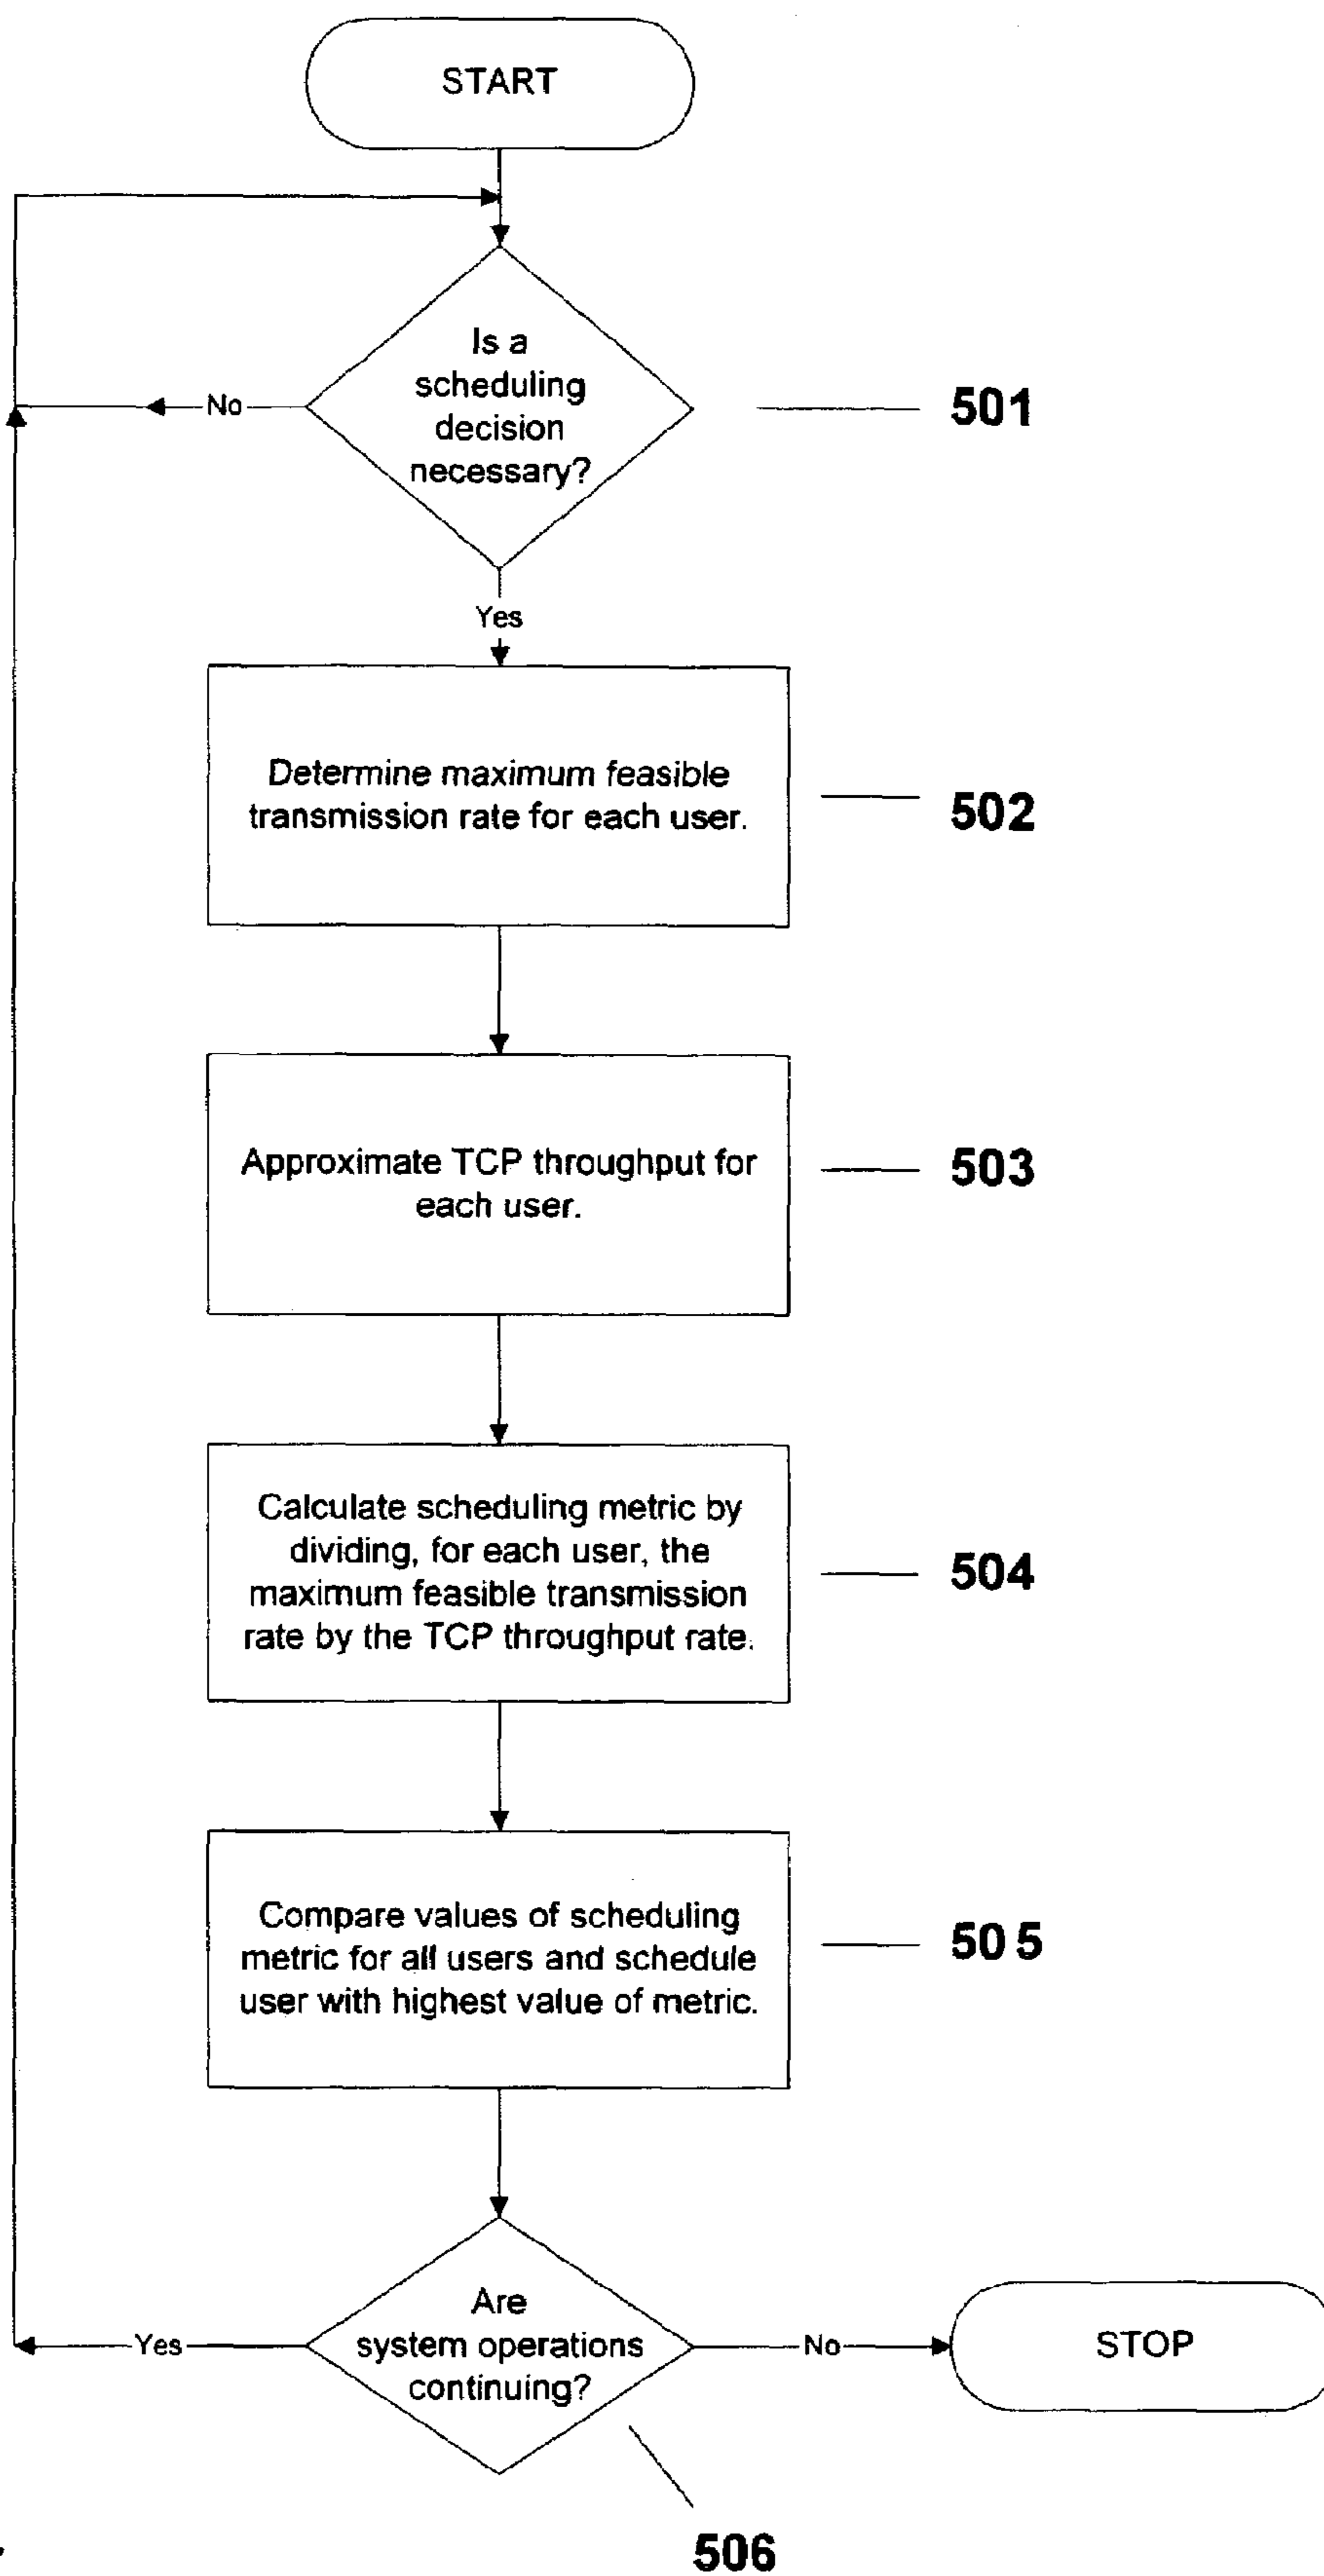 START
Is a
scheduling
decision
necessary?
501
No
Yes
Determine maximum feasible
transmission rate for each user.
502
Approximate TCP throughput for
each user.
503
Calculate scheduling metric by
dividing, for each user, the
maximum feasible transmission
rate by the TCP throughput rate.
504
Compare values of scheduling
metric for all users and schedule
user with highest value of metric.
505
Are
system operations
continuing?
Yes
No
STOP
506